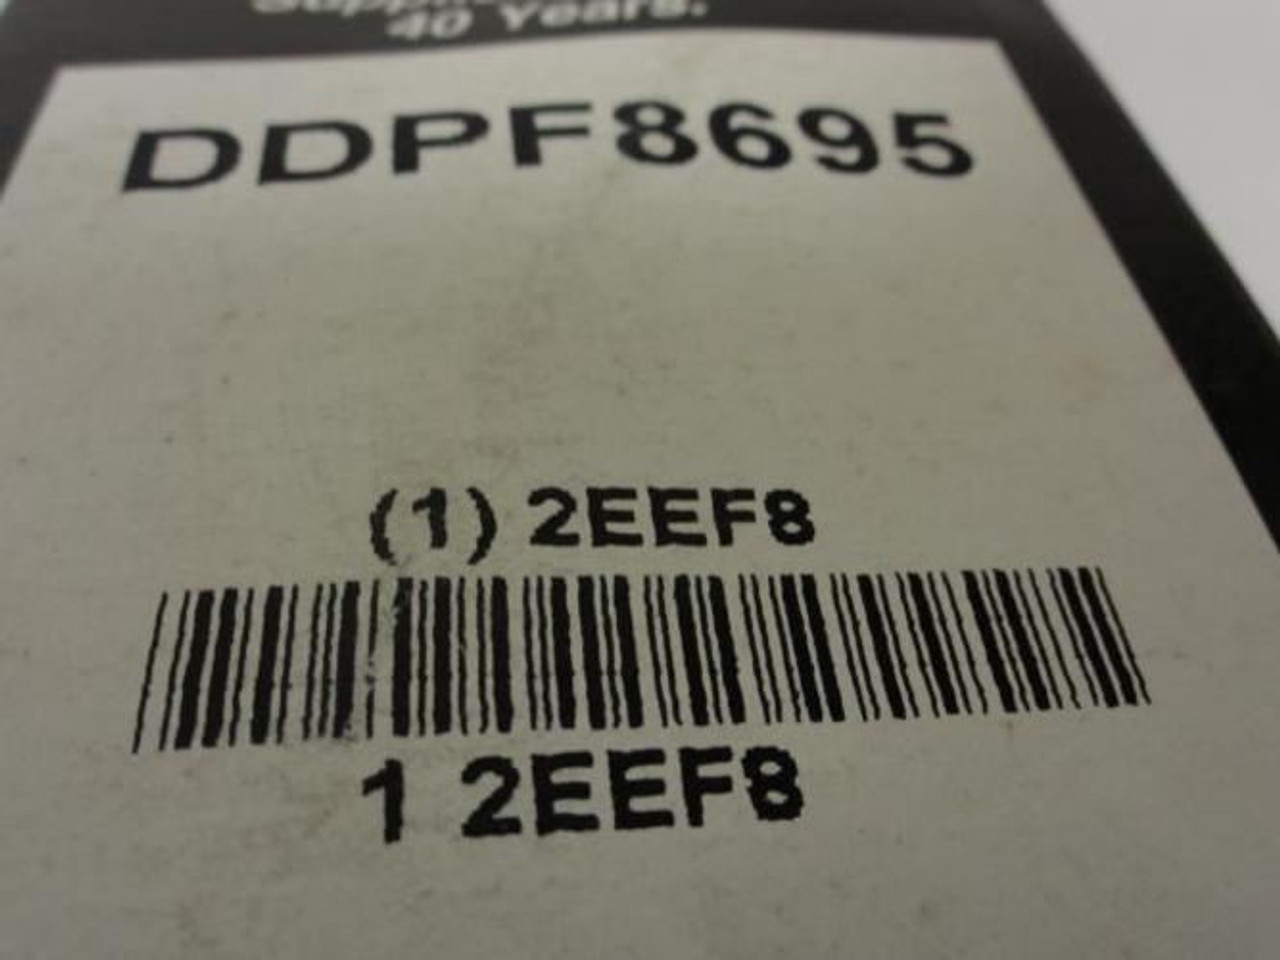 40 Years.
DDPF8695
(1) 2EEF8
1 2EEF8